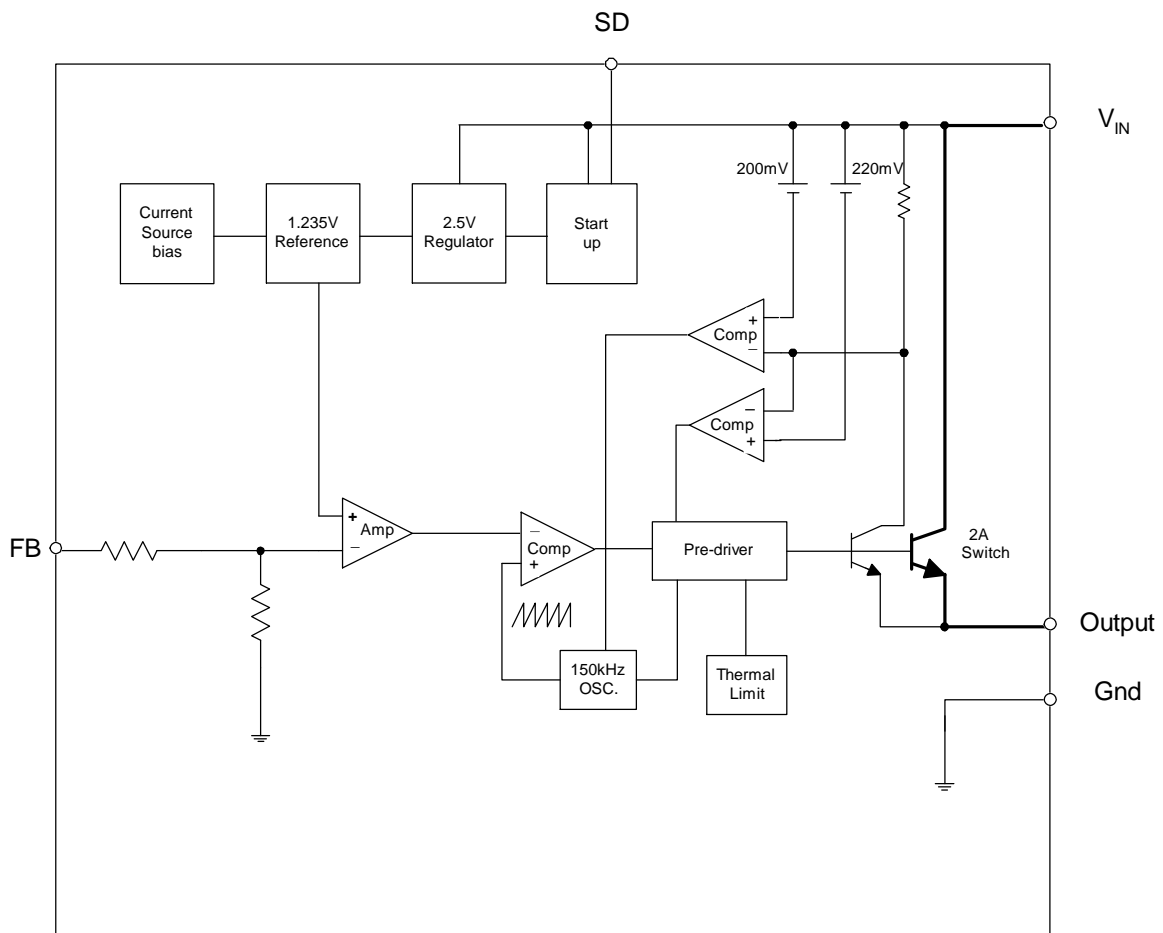 SD
V_IN
200mV
220mV
Current
Source
bias
1.235V
Reference
2.5V
Regulator
Start
up
+
Comp
−
−
Comp
+
+
Amp
−
−
Comp
+
FB
Pre-driver
2A
Switch
Output
150kHz
OSC.
Thermal
Limit
Gnd